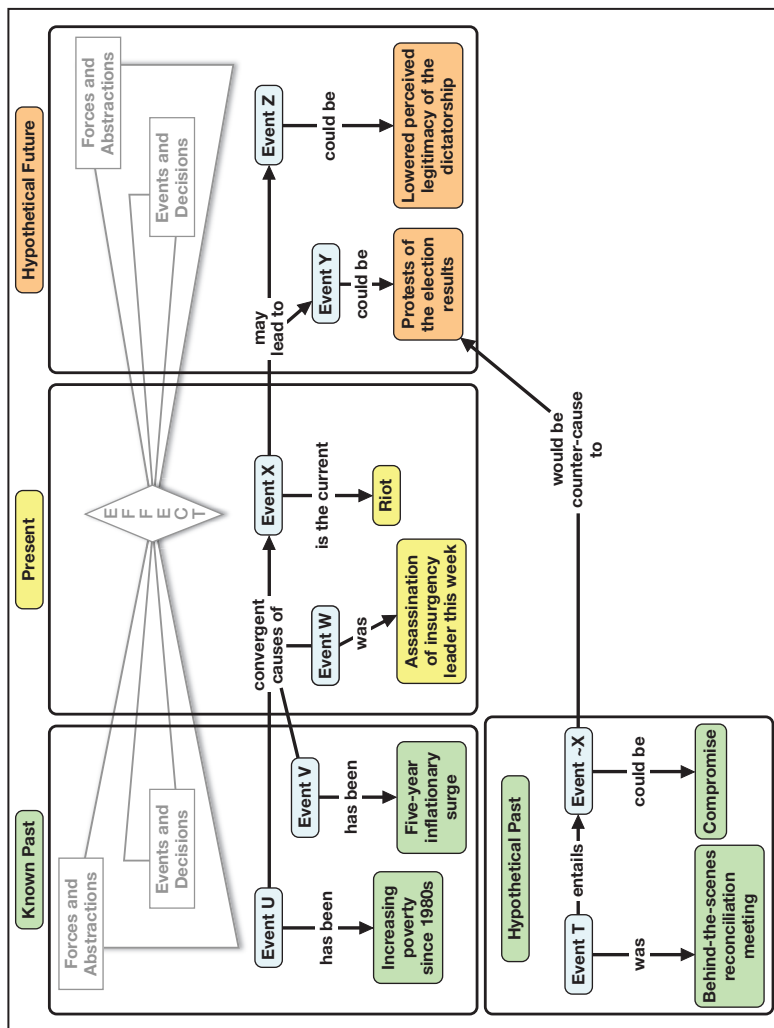 Known Past
Present
Hypothetical Future
Forces and
Abstractions
Events and
Decisions
E
F
F
E
C
T
Forces and
Abstractions
Events and
Decisions
Event U
has been
Increasing
poverty
since 1980s
Event V
has been
Five-year
inflationary
surge
convergent
causes of
Event W
was
Assassination
of insurgency
leader this week
Event X
is the current
Riot
may
lead to
Event Y
could be
Protests of
the election
results
Event Z
could be
Lowered perceived
legitimacy of the
dictatorship
Hypothetical Past
Event T
entails
Event ~X
was
Behind-the-scenes
reconciliation
meeting
could be
Compromise
would be
counter-cause
to